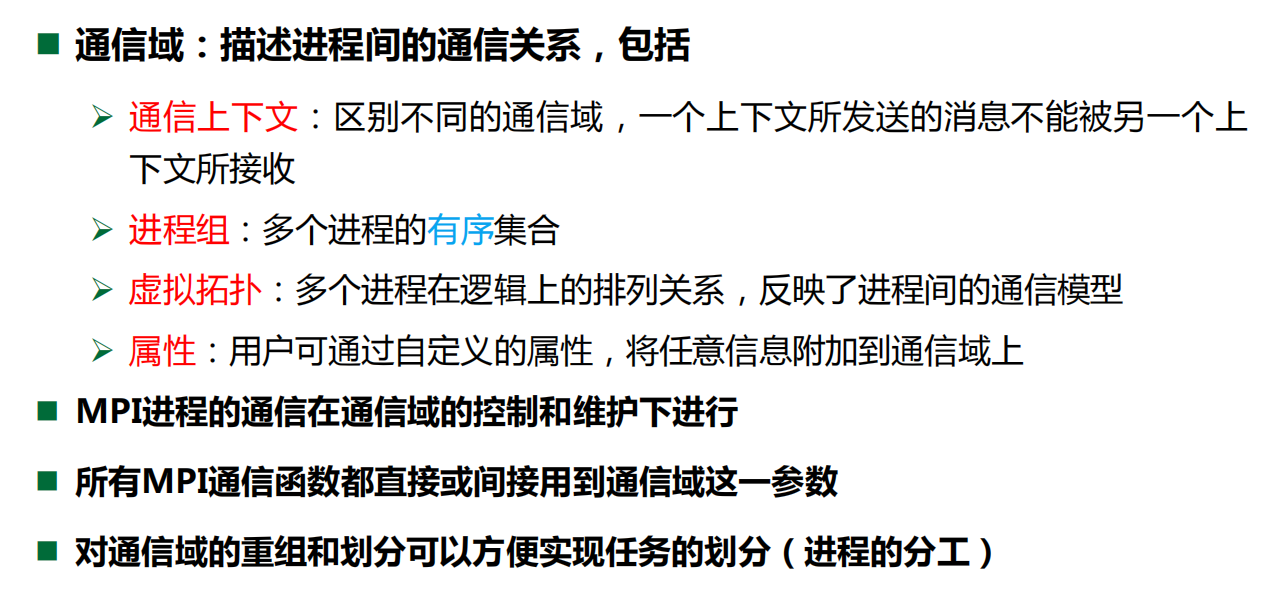 通信域：描述进程间的通信关系，包括
通信上下文：区别不同的通信域，一个上下文所发送的消息不能被另一个上
下文所接收
进程组：多个进程的有序集合
虚拟拓扑：多个进程在逻辑上的排列关系，反映了进程间的通信模型
属性：用户可通过自定义的属性，将任意信息附加到通信域上
MPI进程的通信在通信域的控制和维护下进行
所有MPI通信函数都直接或间接用到通信域这一参数
对通信域的重组和划分可以方便实现任务的划分（进程的分工）